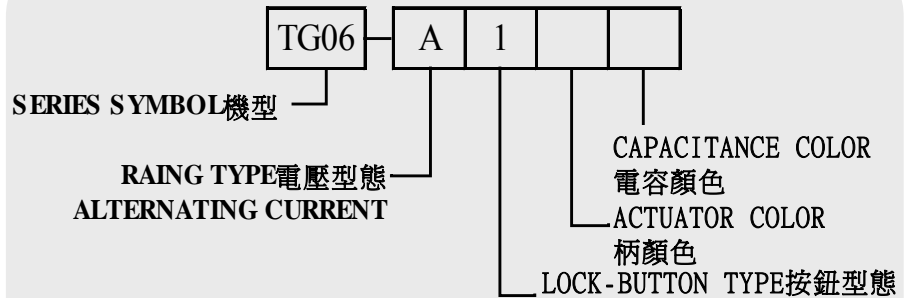 TG06 A 1
SERIES SYMBOL機型
RAING TYPE電壓型態
ALTERNATING CURRENT
CAPACITANCE COLOR
電容顏色
ACTUATOR COLOR
柄顏色
LOCK-BUTTON TYPE按鈕型態